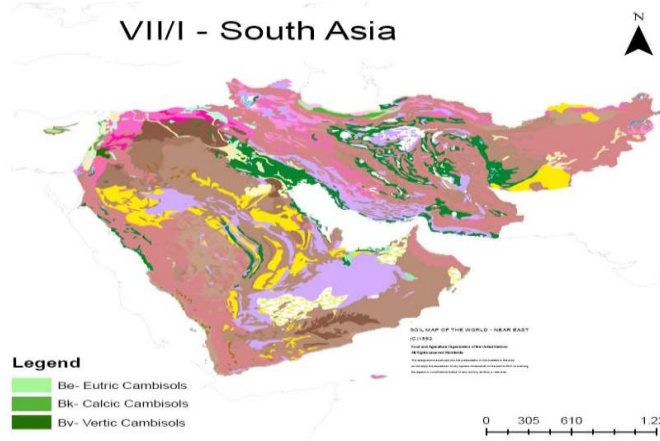 VII/I - South Asia
N
SOIL MAP OF THE WORLD - NEAR EAST
(C) 1992
Food and Agriculture Organization of the United Nations
All rights reserved Worldwide
Legend
Be- Eutric Cambisols
Bk- Calcic Cambisols
Bv- Vertic Cambisols
0 305 610 1.22